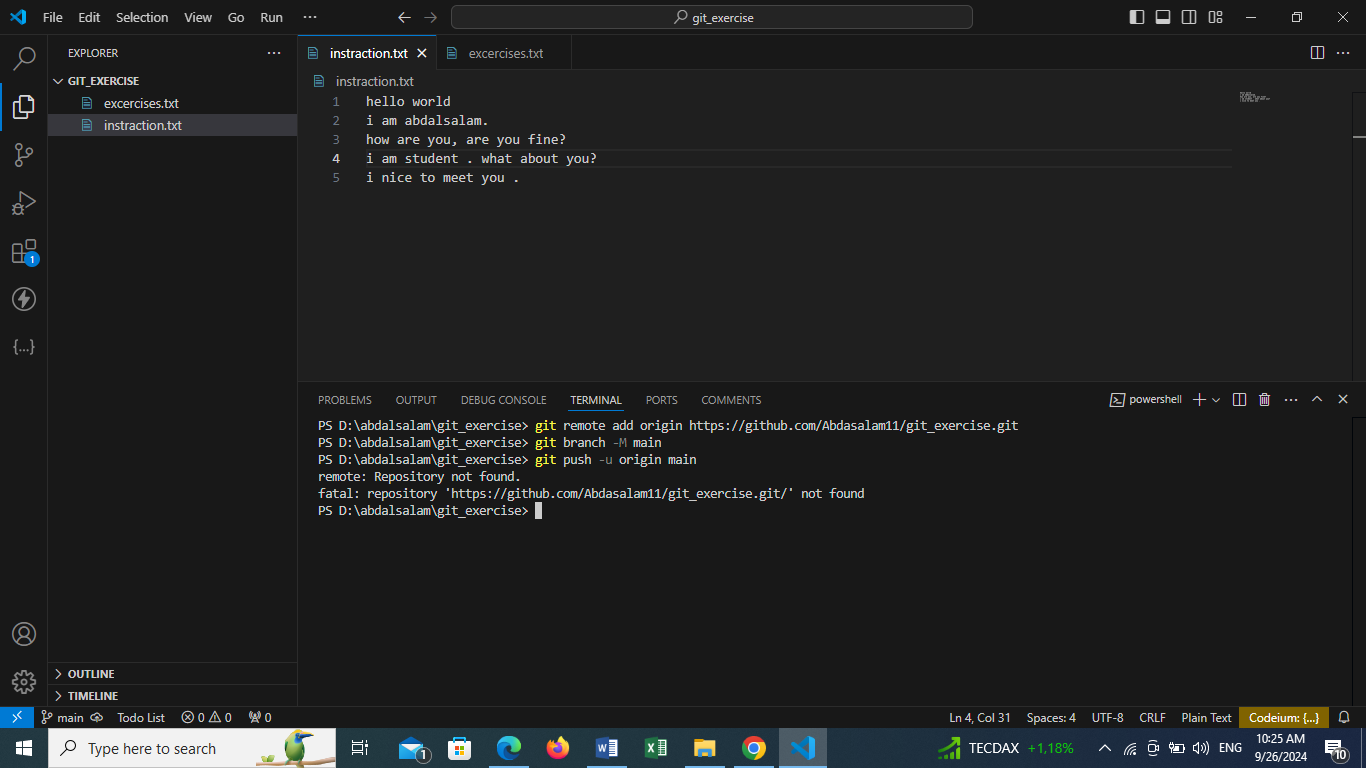 File Edit Selection View Go Run ···
git_exercise
EXPLORER
GIT_EXERCISE
excercises.txt
instraction.txt
OUTLINE
TIMELINE
1
instraction.txt
excercises.txt
instraction.txt
1 hello world
2 i am abdalsalam.
3 how are you, are you fine?
4 i am student . what about you?
5 i nice to meet you .
PROBLEMS OUTPUT DEBUG CONSOLE TERMINAL PORTS COMMENTS
powershell
PS D:\abdalsalam\git_exercise> git remote add origin https://github.com/Abdasalam11/git_exercise.git
PS D:\abdalsalam\git_exercise> git branch -M main
PS D:\abdalsalam\git_exercise> git push -u origin main
remote: Repository not found.
fatal: repository 'https://github.com/Abdasalam11/git_exercise.git/' not found
PS D:\abdalsalam\git_exercise>
main Todo List 0 0 0
Ln 4, Col 31 Spaces: 4 UTF-8 CRLF Plain Text Codeium: {...}
Type here to search
1
TECDAX +1,18%
ENG
10:25 AM
9/26/2024
10